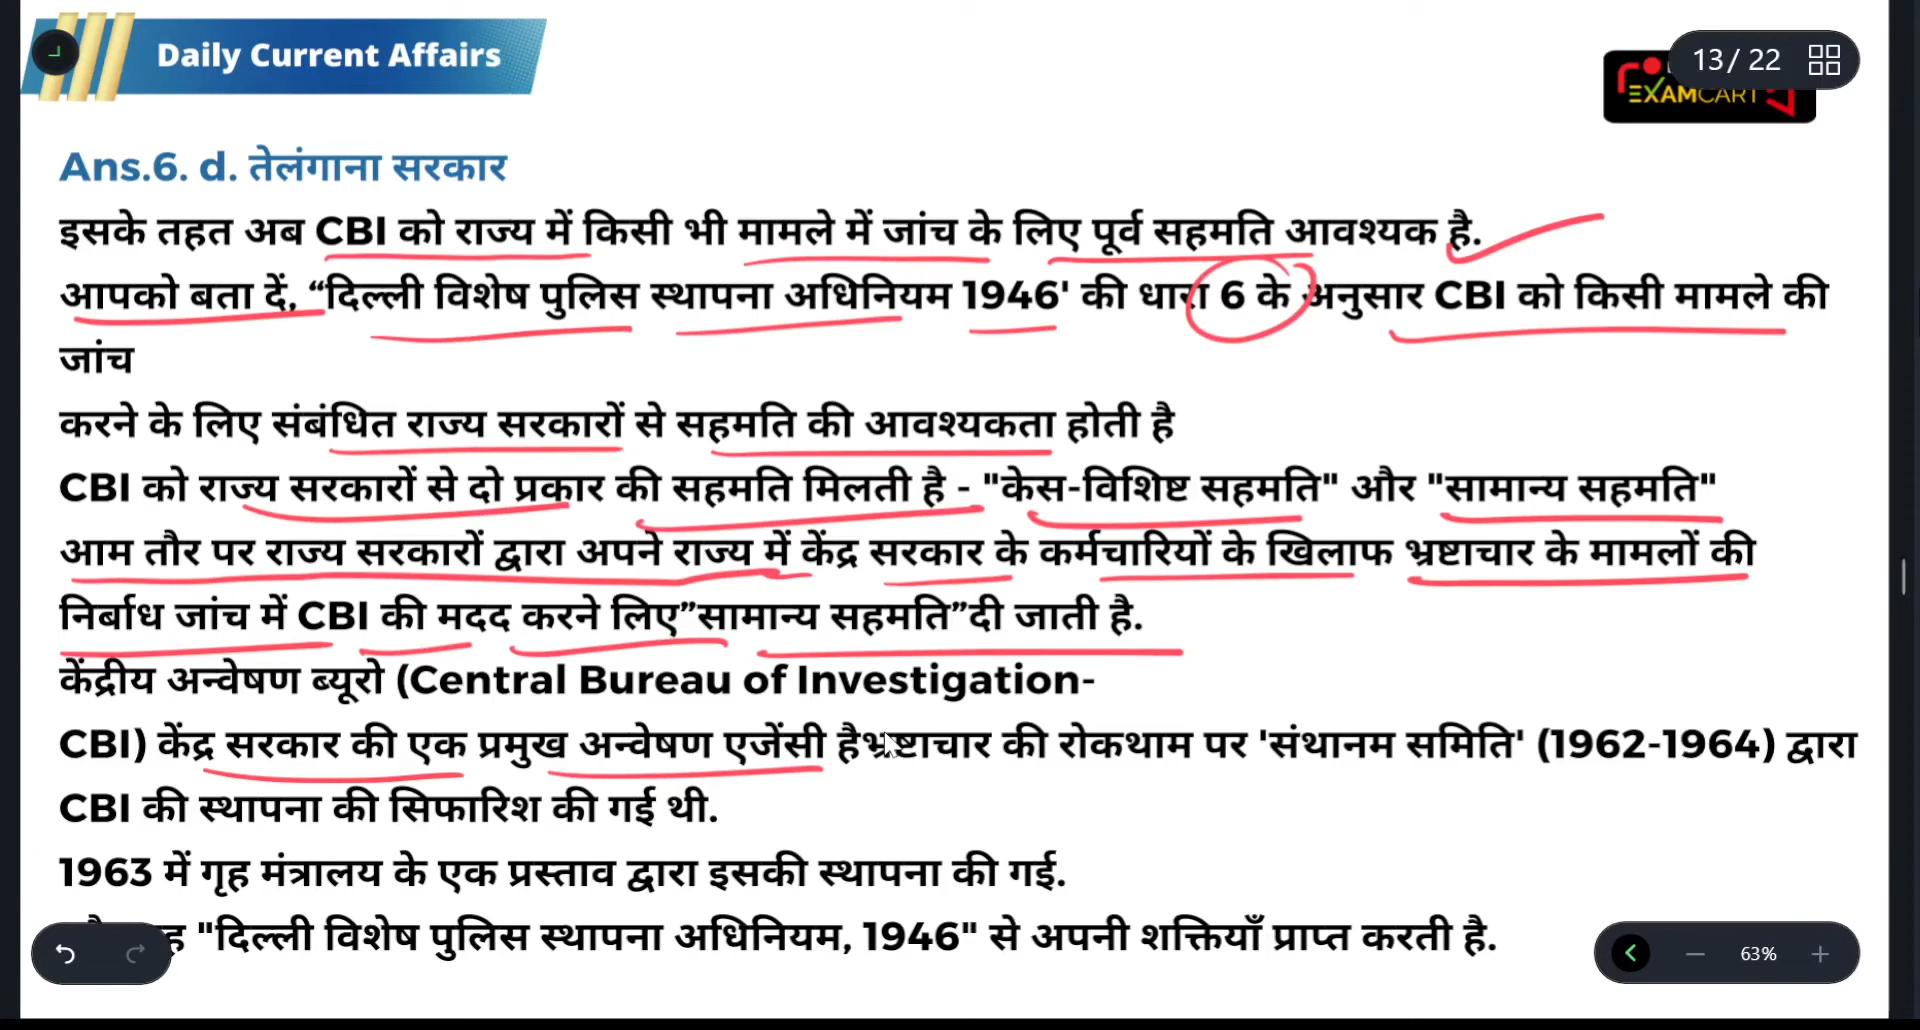 Daily Current Affairs
13/ 22
EXAMCART
Ans.6. d. तेलंगाना सरकार
इसके तहत अब CBI को राज्य में किसी भी मामले में जांच के लिए पूर्व सहमति आवश्यक है.
आपको बता दें, “दिल्ली विशेष पुलिस स्थापना अधिनियम 1946' की धारा 6 के अनुसार CBI को किसी मामले की
जांच
करने के लिए संबंधित राज्य सरकारों से सहमति की आवश्यकता होती है
CBI को राज्य सरकारों से दो प्रकार की सहमति मिलती है - "केस-विशिष्ट सहमति" और "सामान्य सहमति"
आम तौर पर राज्य सरकारों द्वारा अपने राज्य में केंद्र सरकार के कर्मचारियों के खिलाफ भ्रष्टाचार के मामलों की
निर्बाध जांच में CBI की मदद करने लिए”सामान्य सहमति”दी जाती है.
केंद्रीय अन्वेषण ब्यूरो (Central Bureau of Investigation-
CBI) केंद्र सरकार की एक प्रमुख अन्वेषण एजेंसी हैभ्रष्टाचार की रोकथाम पर 'संथानम समिति' (1962-1964) द्वारा
CBI की स्थापना की सिफारिश की गई थी.
1963 में गृह मंत्रालय के एक प्रस्ताव द्वारा इसकी स्थापना की गई.
"दिल्ली विशेष पुलिस स्थापना अधिनियम, 1946" से अपनी शक्तियाँ प्राप्त करती है.
63%